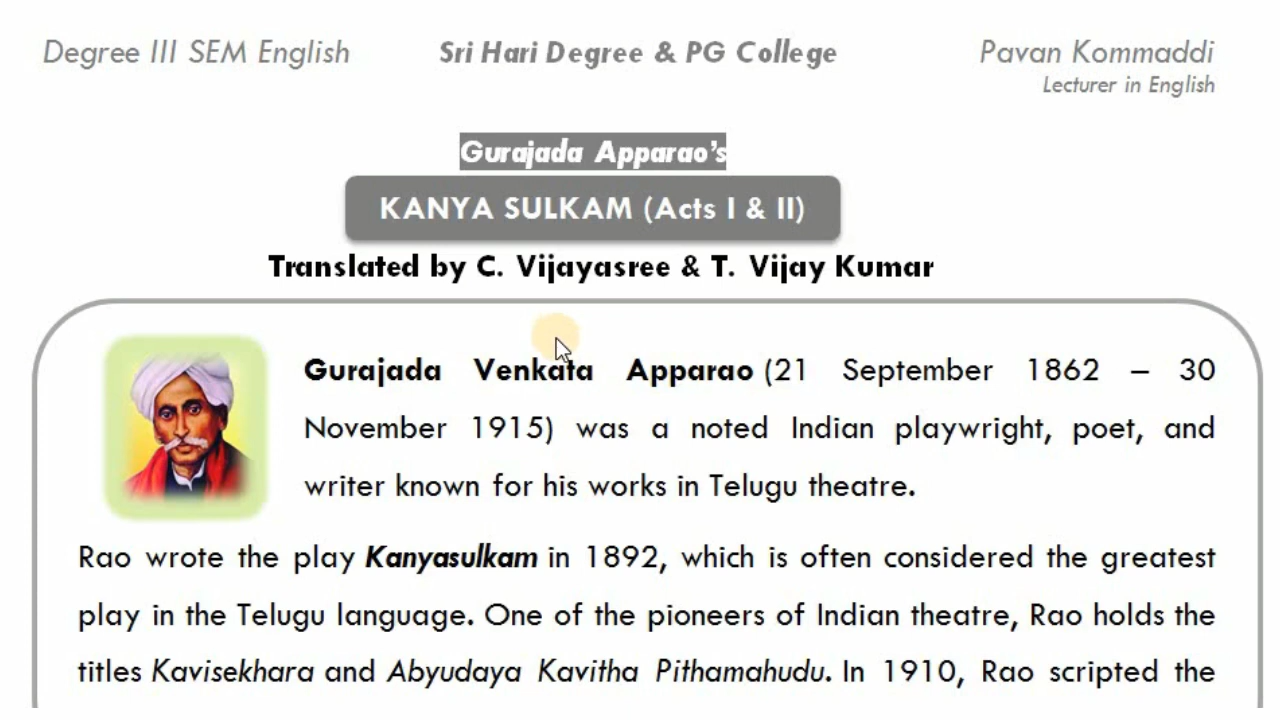 Degree III SEM English Sri Hari Degree & PG College Pavan Kommaddi
Lecturer in English
Gurajada Apparao's
KANYA SULKAM (Acts I & II)
Translated by C. Vijayasree & T. Vijay Kumar
Gurajada Venkata Apparao (21 September 1862 – 30
November 1915) was a noted Indian playwright, poet, and
writer known for his works in Telugu theatre.
Rao wrote the play Kanyasulkam in 1892, which is often considered the greatest
play in the Telugu language. One of the pioneers of Indian theatre, Rao holds the
titles Kavisekhara and Abyudaya Kavitha Pithamahudu. In 1910, Rao scripted the